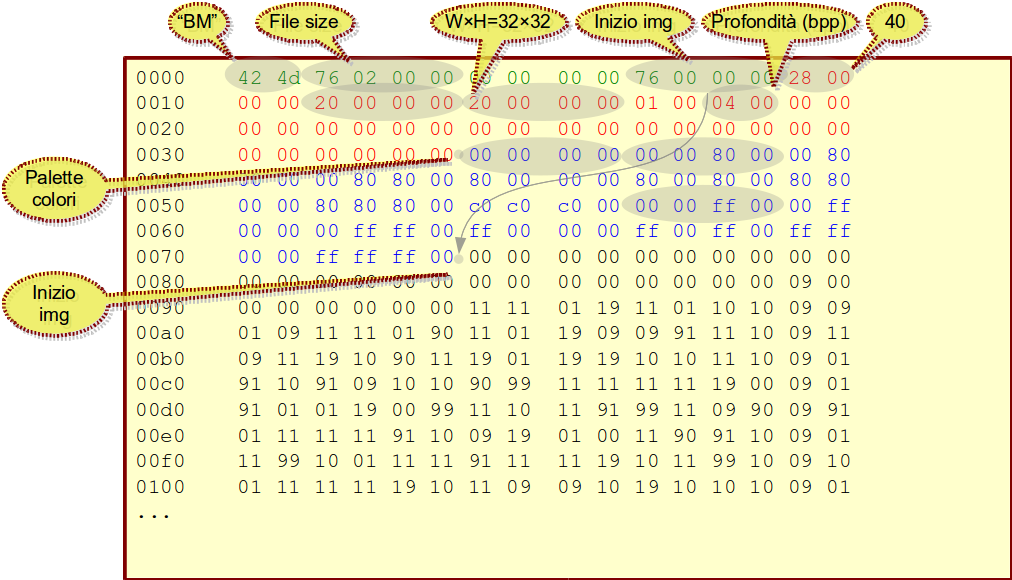 “BM”
File size
W×H=32×32
Inizio img
Profondità (bpp)
40
0000 42 4d 76 02 00 00 00 00 00 00 76 00 00 00 28 00
0010 00 00 20 00 00 00 20 00 00 00 01 00 04 00 00 00
0020 00 00 00 00 00 00 00 00 00 00 00 00 00 00 00 00
0030 00 00 00 00 00 00 00 00 00 00 00 00 80 00 00 80
Palette
colori
00 00 00 80 80 00 80 00 00 00 80 00 80 00 80 80
0050 00 00 80 80 80 00 c0 c0 c0 00 00 00 ff 00 00 ff
0060 00 00 00 ff ff 00 ff 00 00 00 ff 00 ff 00 ff ff
0070 00 00 ff ff ff 00 00 00 00 00 00 00 00 00 00 00
0080 00 00 00 00 00 00 00 00 00 00 00 00 00 00 09 00
Inizio
img
0090 00 00 00 00 00 00 11 11 01 19 11 01 10 10 09 09
00a0 01 09 11 11 01 90 11 01 19 09 09 91 11 10 09 11
00b0 09 11 19 10 90 11 19 01 19 19 10 10 11 10 09 01
00c0 91 10 91 09 10 10 90 99 11 11 11 11 19 00 09 01
00d0 91 01 01 19 00 99 11 10 11 91 99 11 09 90 09 91
00e0 01 11 11 11 91 10 09 19 01 00 11 90 91 10 09 01
00f0 11 99 10 01 11 11 91 11 11 19 10 11 99 10 09 10
0100 01 11 11 11 19 10 11 09 09 10 19 10 10 10 09 01
...